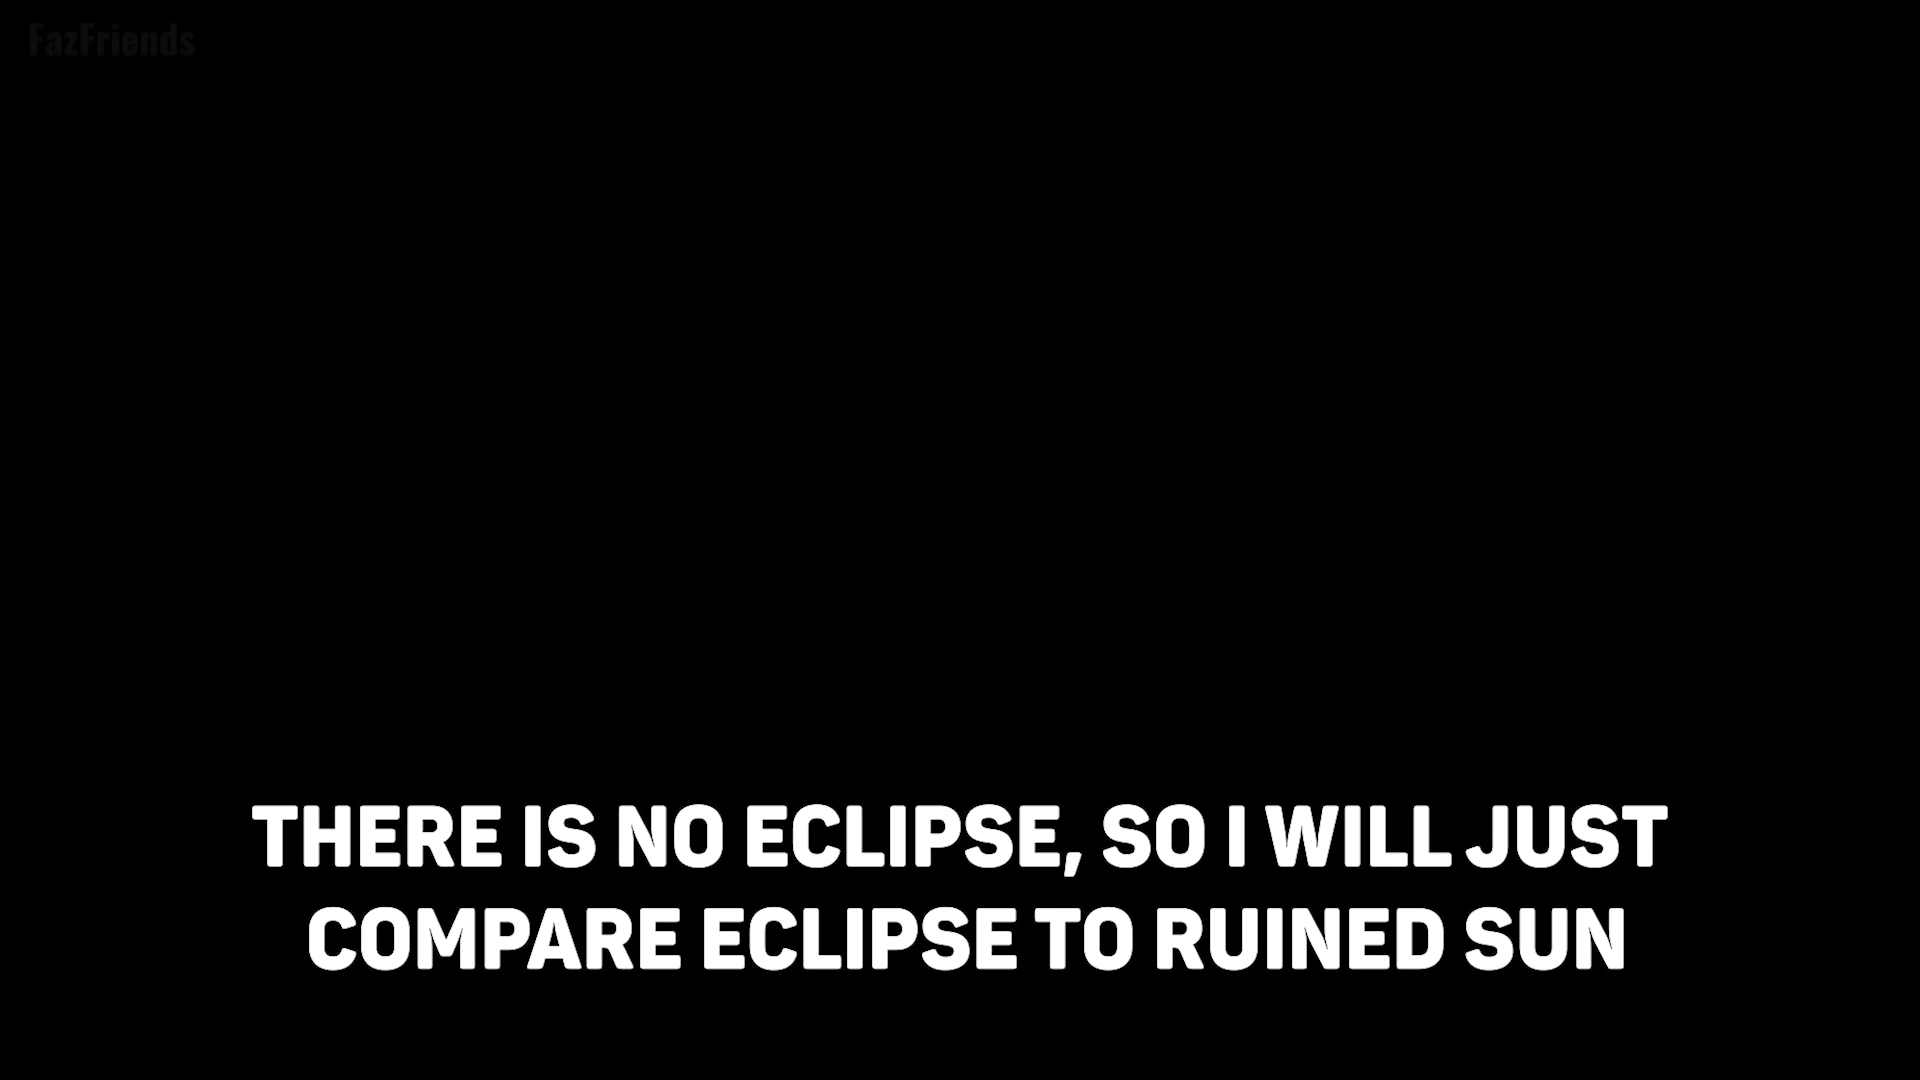 FazFriends
THERE IS NO ECLIPSE, SO I WILL JUST
COMPARE ECLIPSE TO RUINED SUN